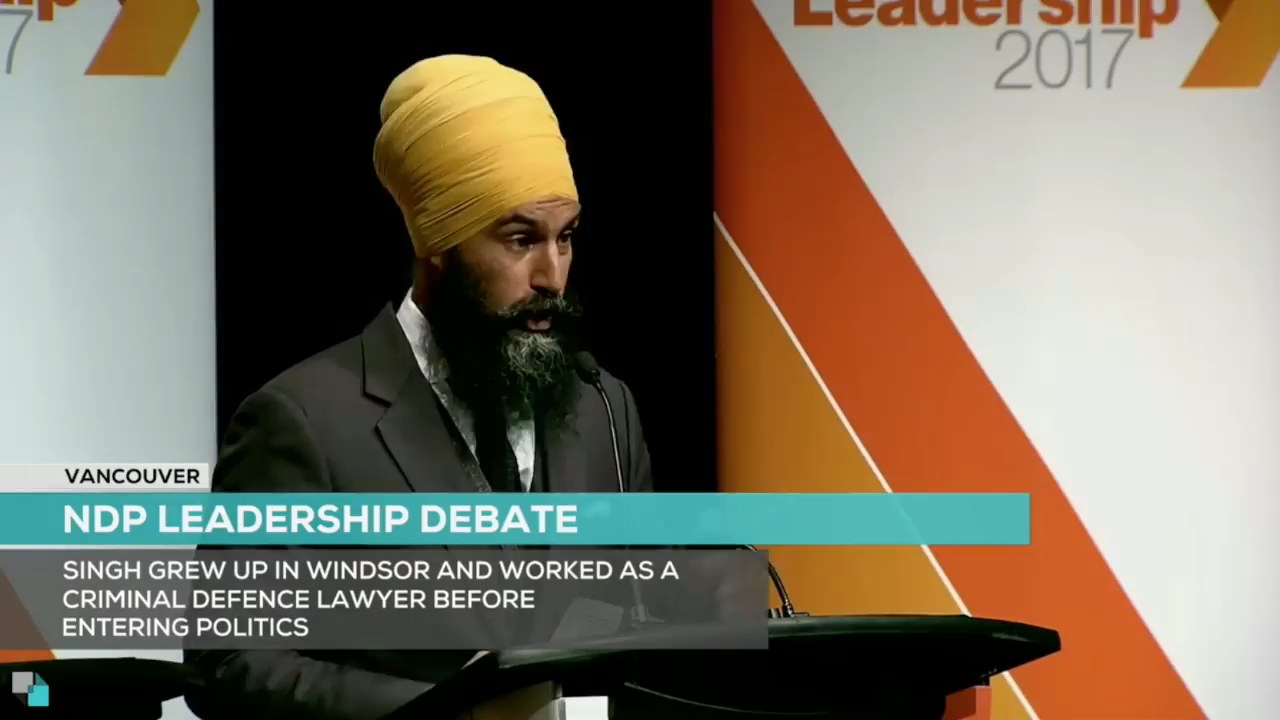 Leadership
2017
VANCOUVER
NDP LEADERSHIP DEBATE
SINGH GREW UP IN WINDSOR AND WORKED AS A
CRIMINAL DEFENCE LAWYER BEFORE
ENTERING POLITICS